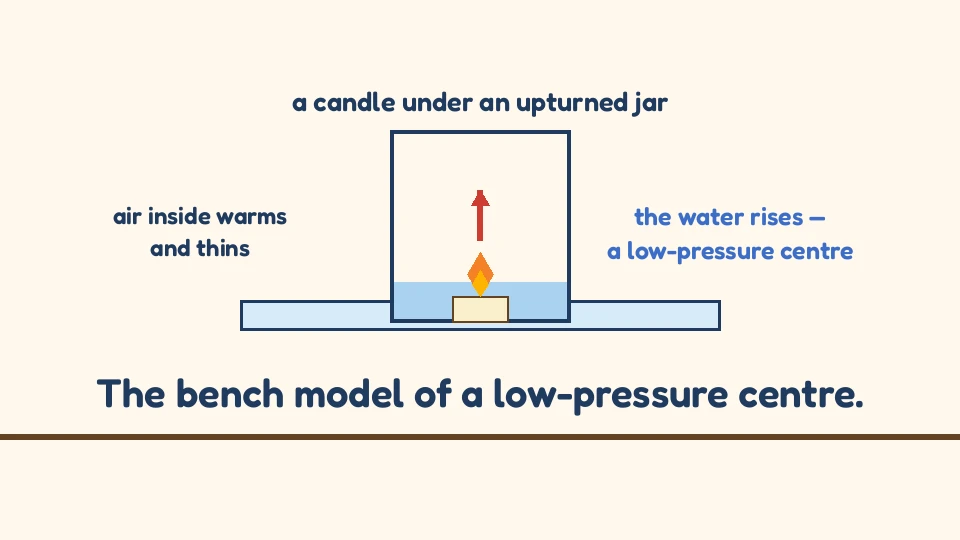 a candle under an upturned jar
air inside warms
and thins
the water rises —
a low-pressure centre
The bench model of a low-pressure centre.